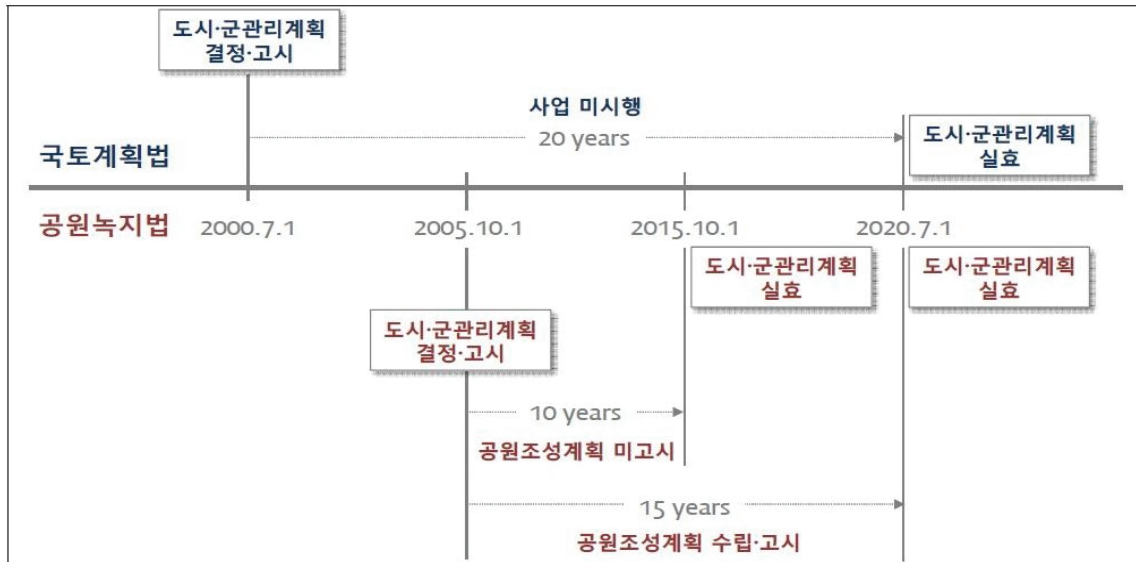 도시·군관리계획
결정·고시
사업 미시행
20 years
도시·군관리계획
실효
국토계획법
공원녹지법
2000.7.1
2005.10.1
2015.10.1
2020.7.1
도시·군관리계획
실효
도시·군관리계획
실효
도시·군관리계획
결정·고시
10 years
공원조성계획 미고시
15 years
공원조성계획 수립·고시